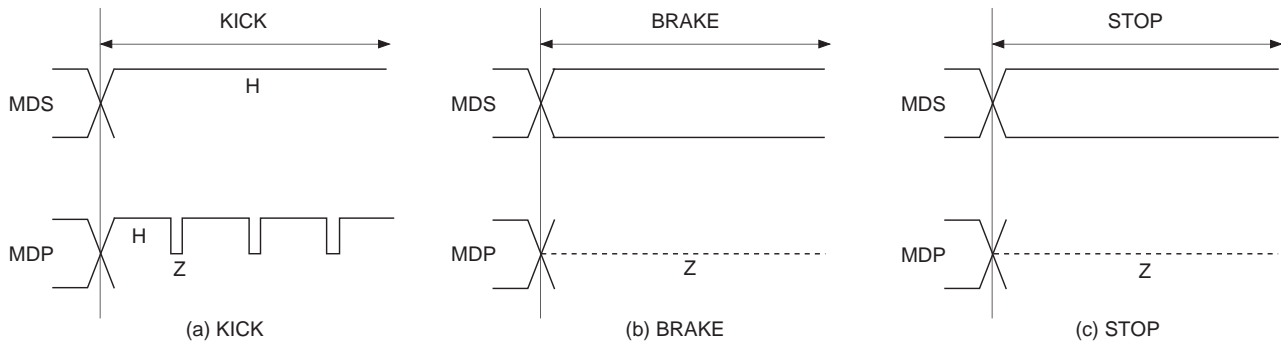 KICK
BRAKE
STOP
MDS
H
MDS
MDS
MDP
H
Z
MDP
Z
MDP
Z
(a) KICK
(b) BRAKE
(c) STOP